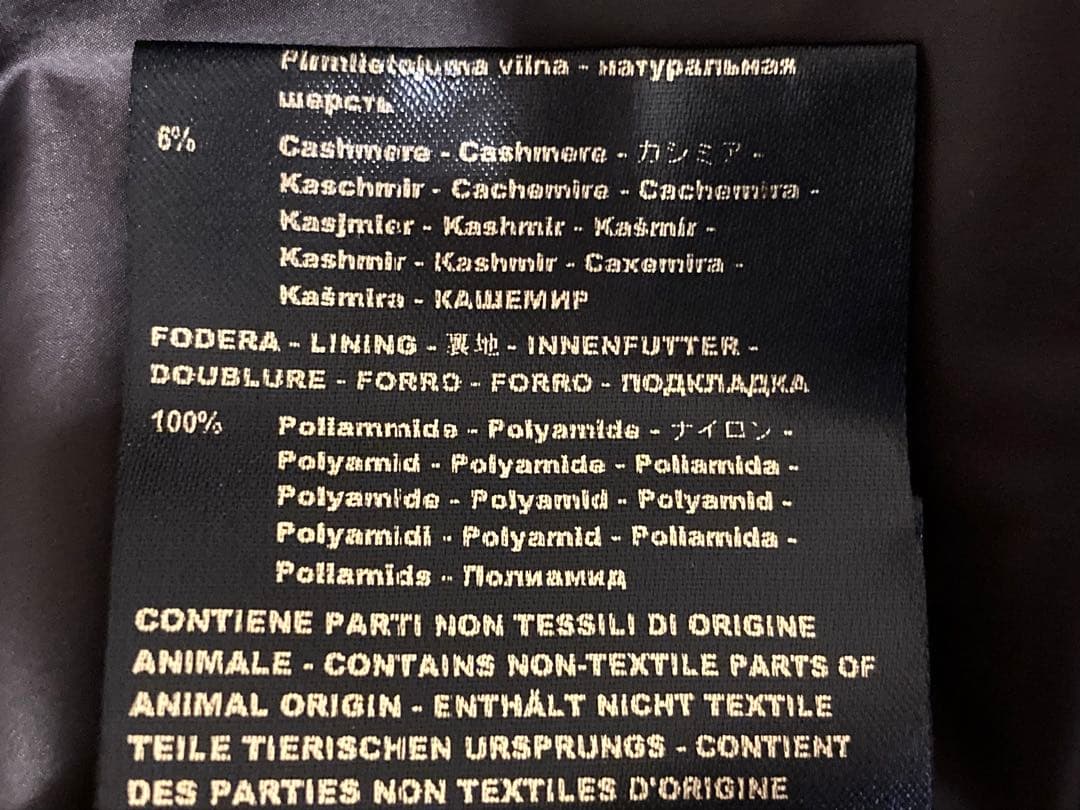 Pirmlietojuma vilna - натуральная
шерсть
6% Cashmere - Cashmere - カシミア -
Kaschmir - Cachemire - Cachemira -
Kasjmier - Kashmir - Kašmír -
Kashmir - Kashmir - Caxemira -
Kašmira - КАШЕМИР
FODERA - LINING - 裏地 - INNENFUTTER -
DOUBLURE - FORRO - FORRO - ПОДКЛАДКА
100% Poliammide - Polyamide - ナイロン -
Polyamid - Polyamide - Poliamida -
Polyamide - Polyamid - Polyamid -
Polyamidi - Polyamid - Poliamida -
Poliamids - Полиамид
CONTIENE PARTI NON TESSILI DI ORIGINE
ANIMALE - CONTAINS NON-TEXTILE PARTS OF
ANIMAL ORIGIN - ENTHÄLT NICHT TEXTILE
TEILE TIERISCHEN URSPRUNGS - CONTIENT
DES PARTIES NON TEXTILES D'ORIGINE